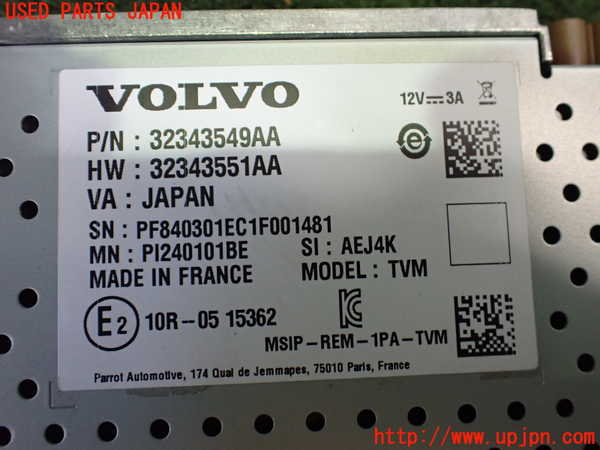 USED PARTS JAPAN
VOLVO
12V⎓3A
P/N : 32343549AA
HW : 32343551AA
VA : JAPAN
SN : PF840301EC1F001481
MN : PI240101BE SI : AEJ4K
MADE IN FRANCE MODEL : TVM
E2 10R-05 15362
MSIP-REM-1PA-TVM
Parrot Automotive, 174 Quai de Jemmapes, 75010 Paris, France
http://www.upjpn.com/